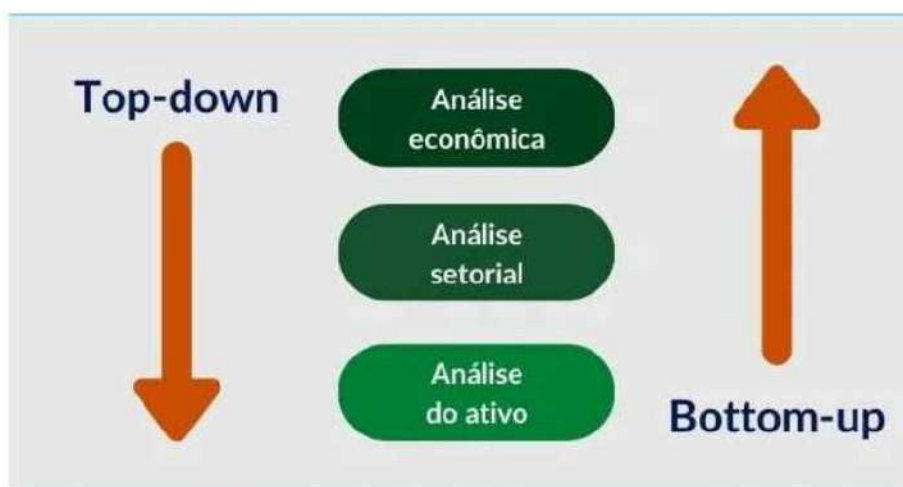 Top-down
Análise
econômica
Análise
setorial
Análise
do ativo
Bottom-up